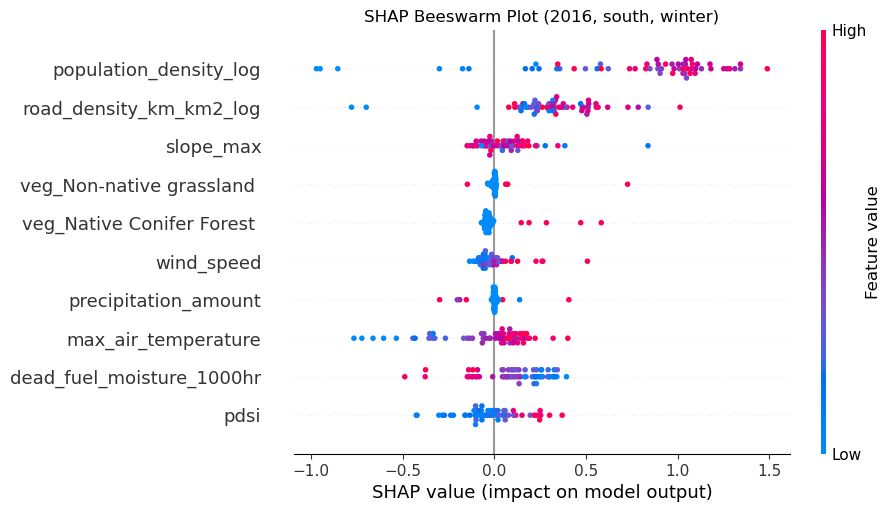 SHAP Beeswarm Plot (2016, south, winter)
High
population_density_log
road_density_km_km2_log
slope_max
veg_Non-native grassland
veg_Native Conifer Forest
wind_speed
precipitation_amount
max_air_temperature
dead_fuel_moisture_1000hr
pdsi
Feature value
Low
−1.0 −0.5 0.0 0.5 1.0 1.5
SHAP value (impact on model output)